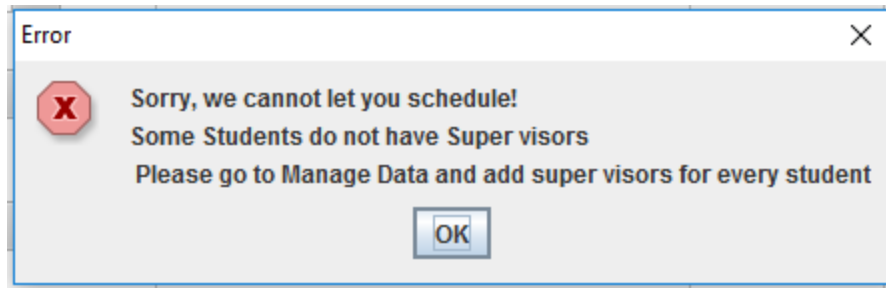 Error
Sorry, we cannot let you schedule!
Some Students do not have Super visors
Please go to Manage Data and add super visors for every student
OK